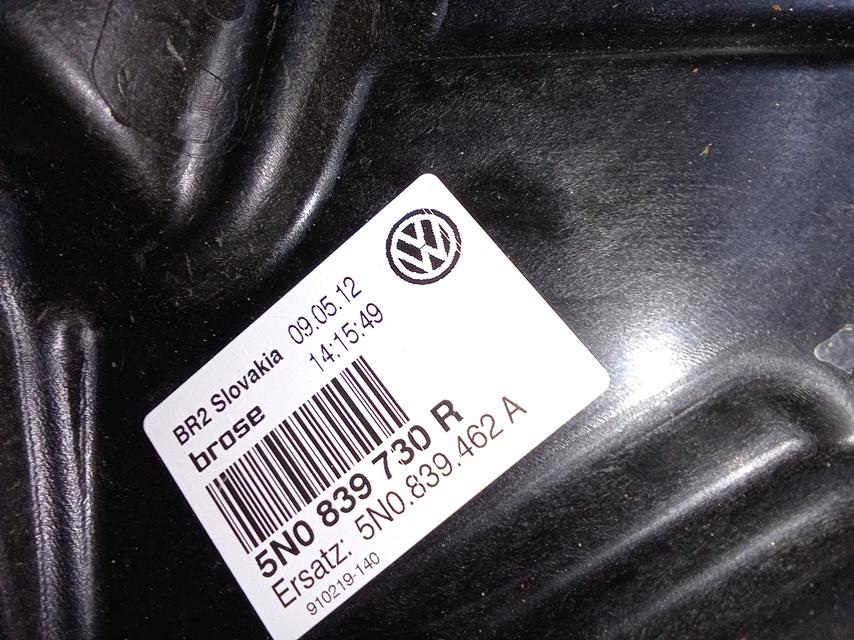 BR2 Slovakia 09.05.12
brose 14:15:49
5N0 839 730 R
Ersatz: 5N0.839.462 A
910219-140